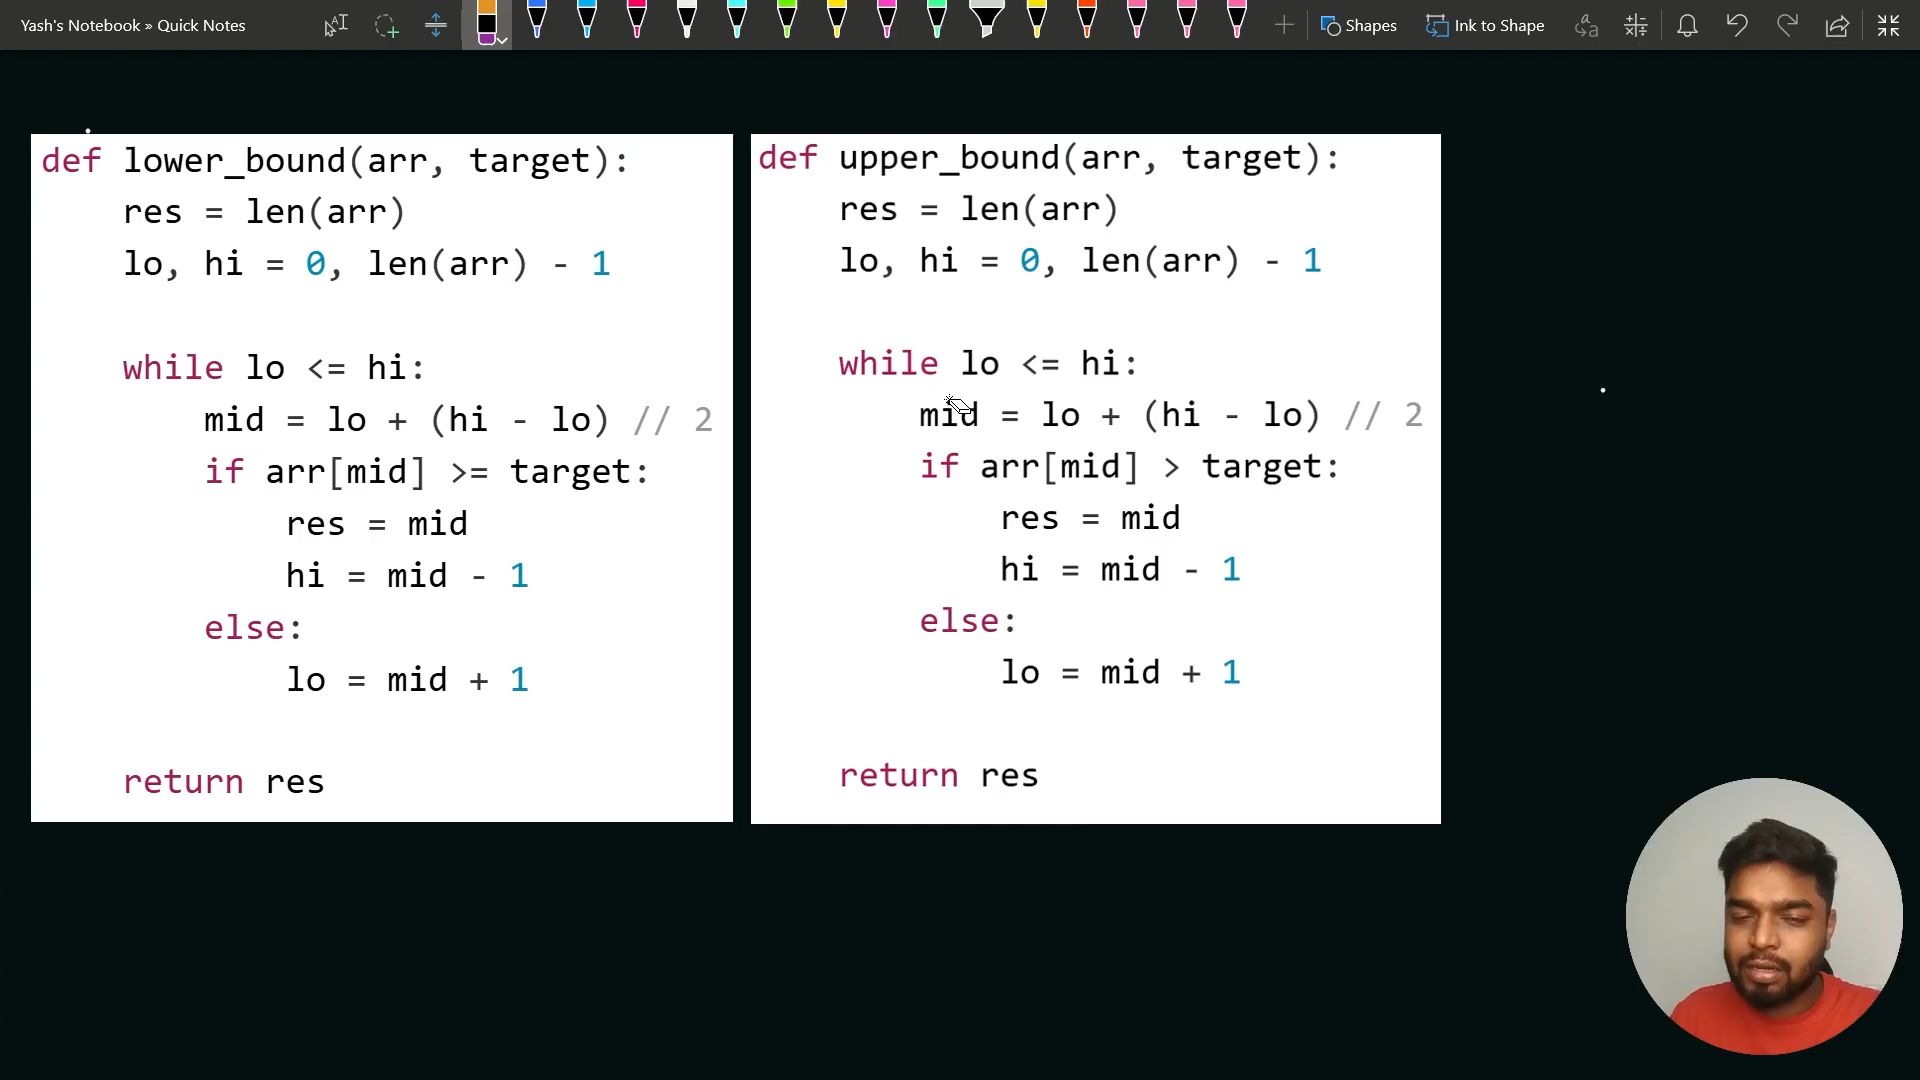 Yash's Notebook » Quick Notes
Shapes
Ink to Shape
def lower_bound(arr, target):
    res = len(arr)
    lo, hi = 0, len(arr) - 1
    while lo <= hi:
        mid = lo + (hi - lo) // 2
        if arr[mid] >= target:
            res = mid
            hi = mid - 1
        else:
            lo = mid + 1
    return res
def upper_bound(arr, target):
    res = len(arr)
    lo, hi = 0, len(arr) - 1
    while lo <= hi:
        mid = lo + (hi - lo) // 2
        if arr[mid] > target:
            res = mid
            hi = mid - 1
        else:
            lo = mid + 1
    return res